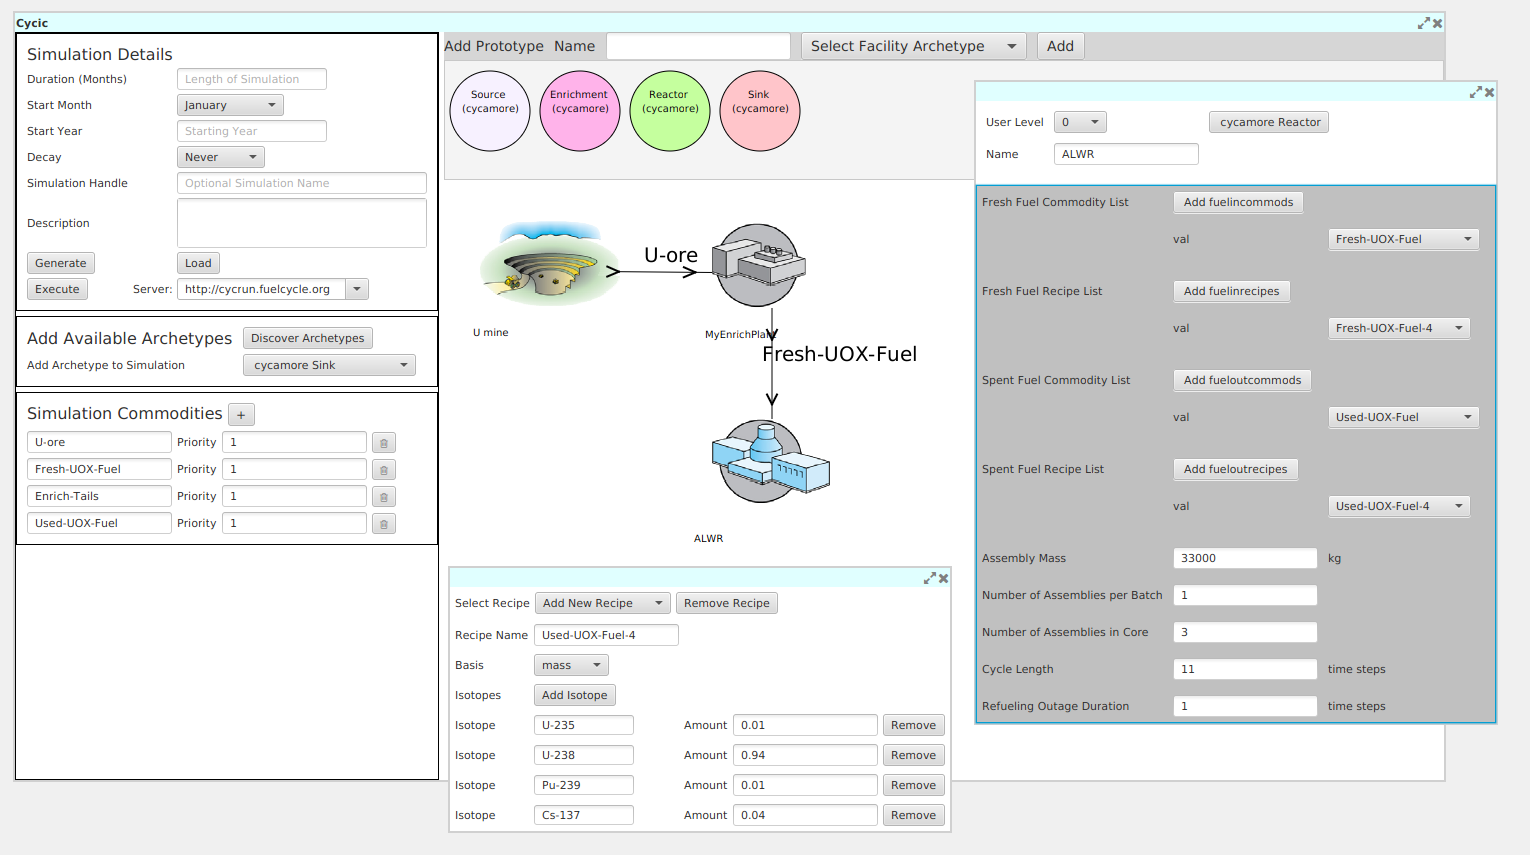 Cycic
Simulation Details
Duration (Months) Length of Simulation
Start Month January
Start Year Starting Year
Decay Never
Simulation Handle Optional Simulation Name
Description
Generate Load
Execute Server: http://cycrun.fuelcycle.org
Add Available Archetypes Discover Archetypes
Add Archetype to Simulation cycamore Sink
Simulation Commodities +
U-ore Priority 1
Fresh-UOX-Fuel Priority 1
Enrich-Tails Priority 1
Used-UOX-Fuel Priority 1
Add Prototype Name Select Facility Archetype Add
Source (cycamore)
Enrichment (cycamore)
Reactor (cycamore)
Sink (cycamore)
U-ore
U mine
MyEnrichPlant
Fresh-UOX-Fuel
ALWR
Select Recipe Add New Recipe Remove Recipe
Recipe Name Used-UOX-Fuel-4
Basis mass
Isotopes Add Isotope
Isotope U-235 Amount 0.01 Remove
Isotope U-238 Amount 0.94 Remove
Isotope Pu-239 Amount 0.01 Remove
Isotope Cs-137 Amount 0.04 Remove
User Level 0 cycamore Reactor
Name ALWR
Fresh Fuel Commodity List Add fuelincommods
val Fresh-UOX-Fuel
Fresh Fuel Recipe List Add fuelinrecipes
val Fresh-UOX-Fuel-4
Spent Fuel Commodity List Add fueloutcommods
val Used-UOX-Fuel
Spent Fuel Recipe List Add fueloutrecipes
val Used-UOX-Fuel-4
Assembly Mass 33000 kg
Number of Assemblies per Batch 1
Number of Assemblies in Core 3
Cycle Length 11 time steps
Refueling Outage Duration 1 time steps